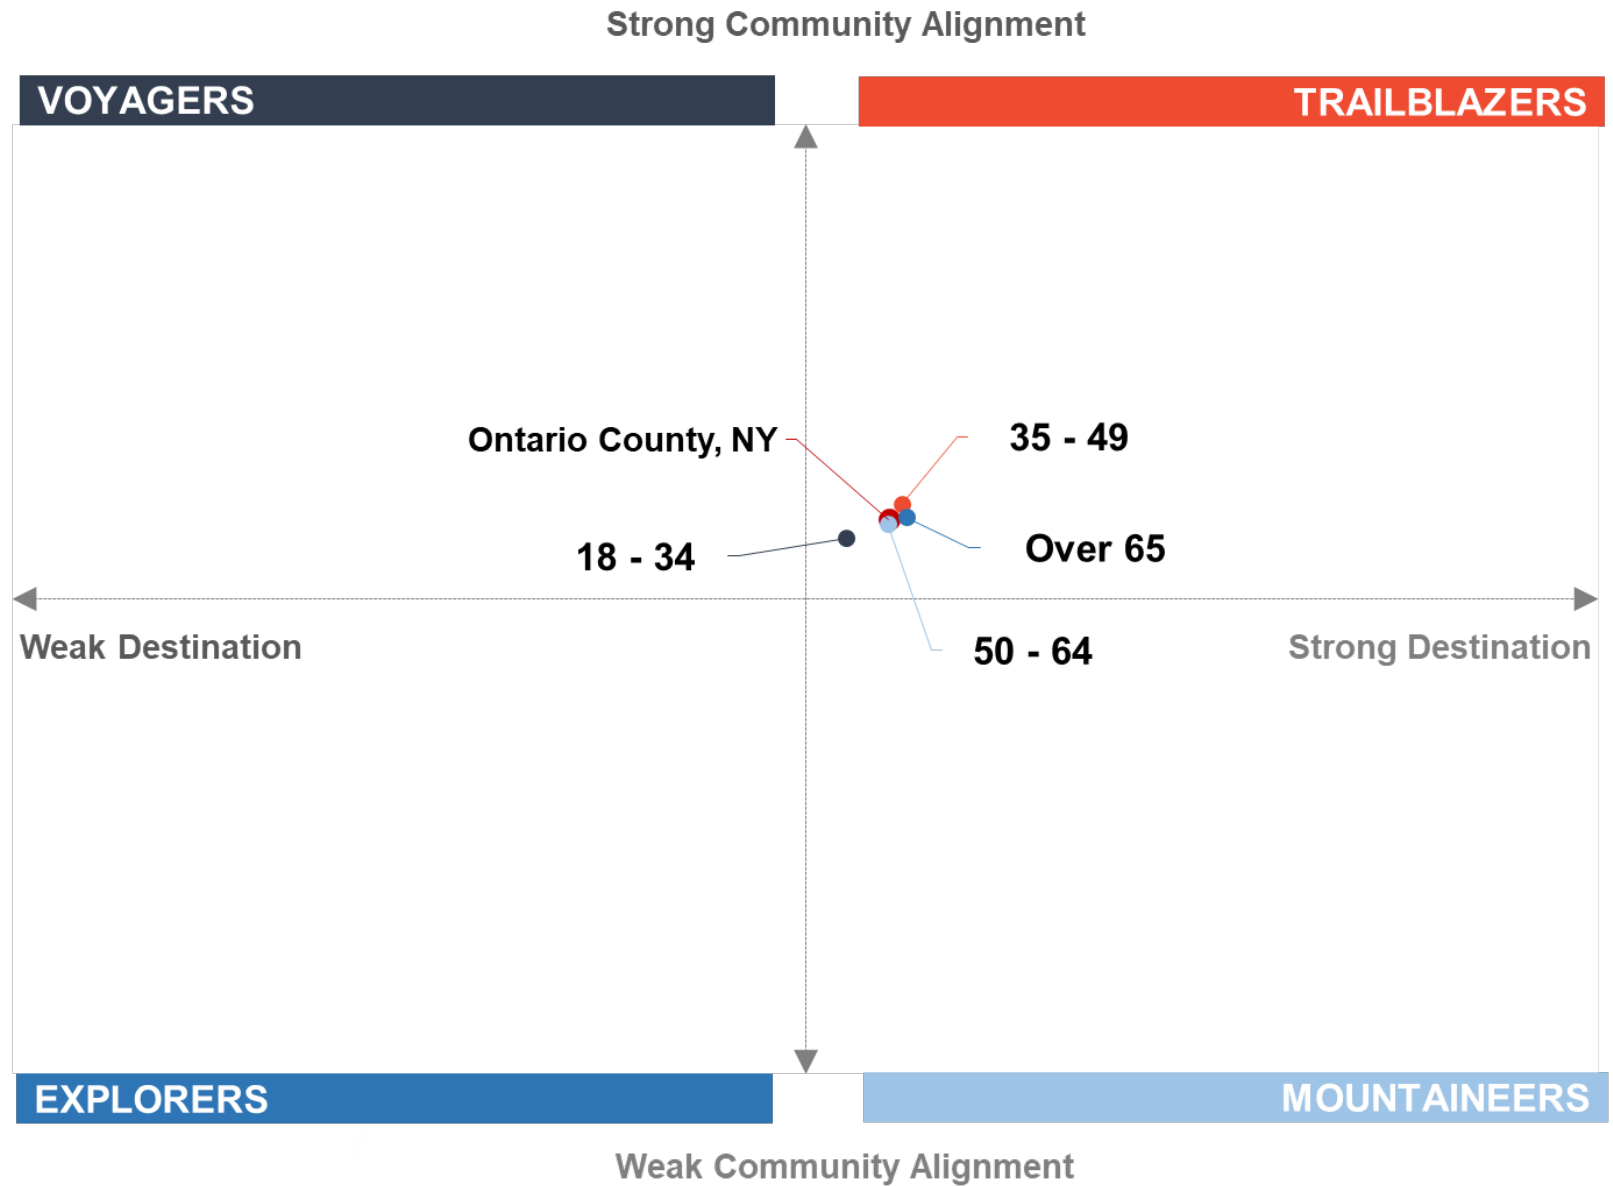 Strong Community Alignment
VOYAGERS
TRAILBLAZERS
Ontario County, NY
35 - 49
18 - 34
Over 65
Weak Destination
Strong Destination
50 - 64
EXPLORERS
MOUNTAINEERS
Weak Community Alignment